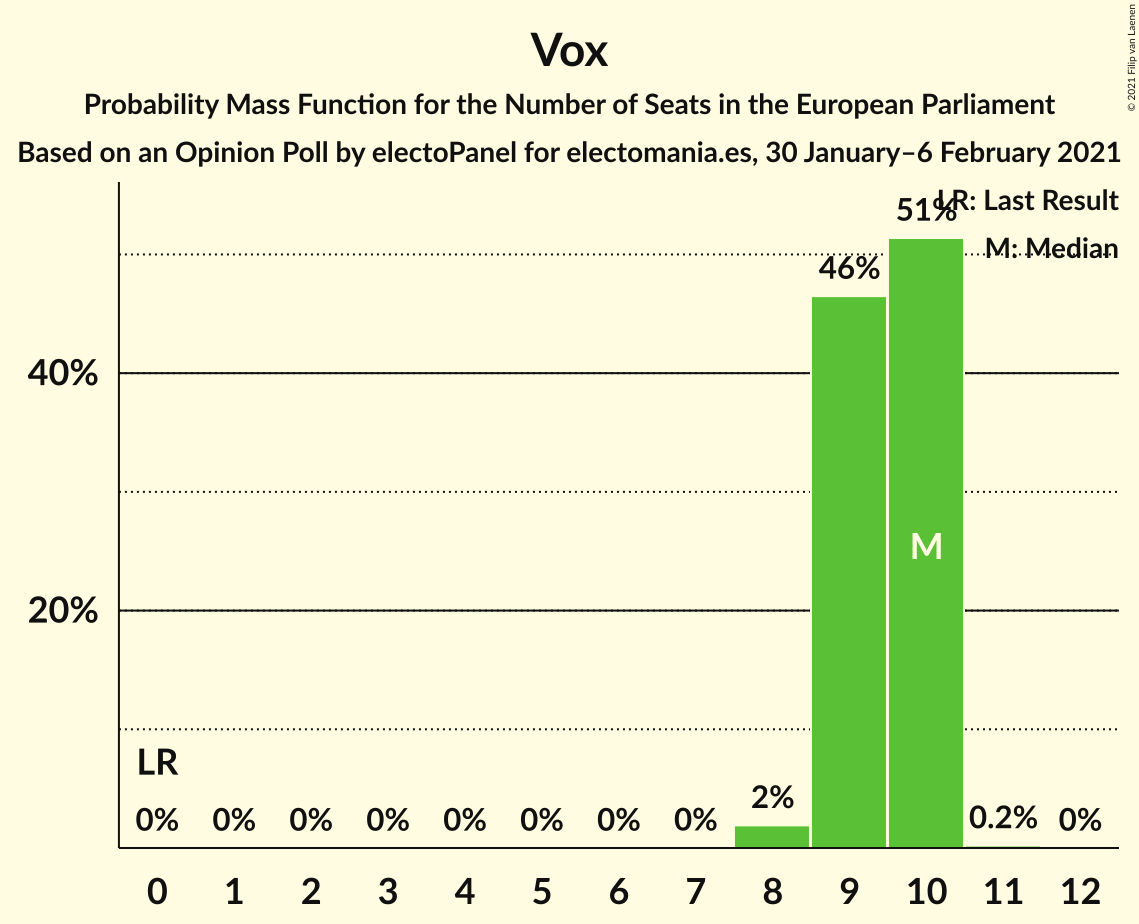 Vox
Probability Mass Function for the Number of Seats in the European Parliament
Based on an Opinion Poll by electoPanel for electomania.es, 30 January–6 February 2021
© 2021 Filip van Laenen
LR: Last Result
M: Median
51%
46%
40%
M
20%
LR
0% 0% 0% 0% 0% 0% 0% 0% 2% 0.2% 0%
0 1 2 3 4 5 6 7 8 9 10 11 12